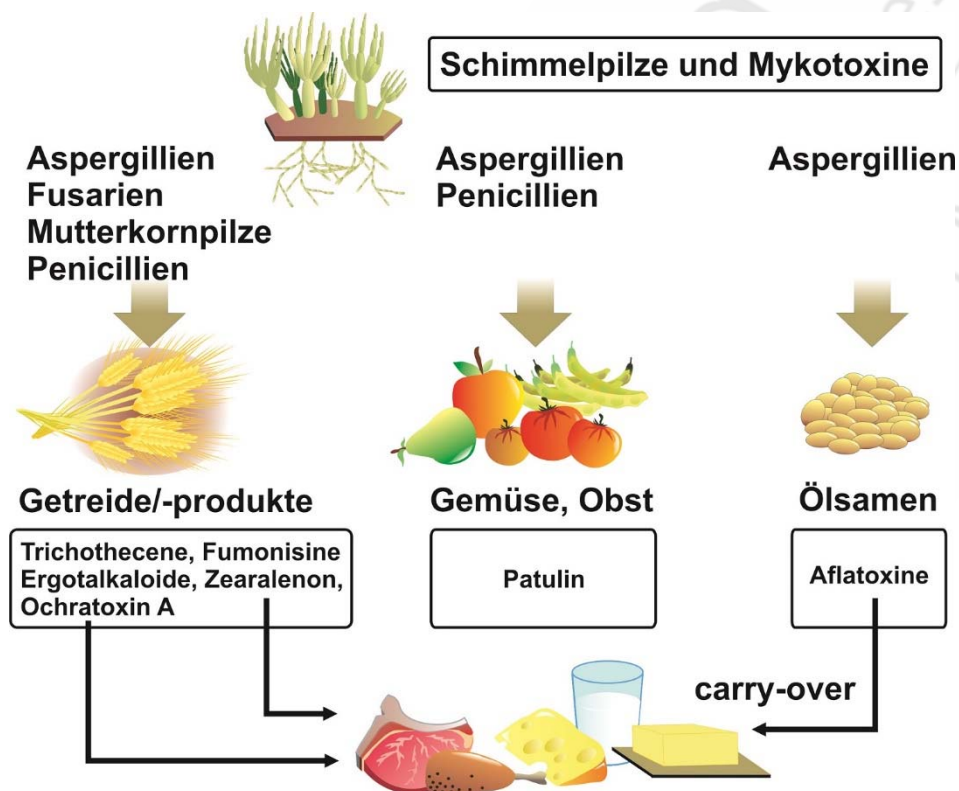 Schimmelpilze und Mykotoxine
Aspergillien
Fusarien
Mutterkornpilze
Penicillien
Aspergillien
Penicillien
Aspergillien
Getreide/-produkte
Trichothecene, Fumonisine
Ergotalkaloide, Zearalenon,
Ochratoxin A
Gemüse, Obst
Patulin
Ölsamen
Aflatoxine
carry-over